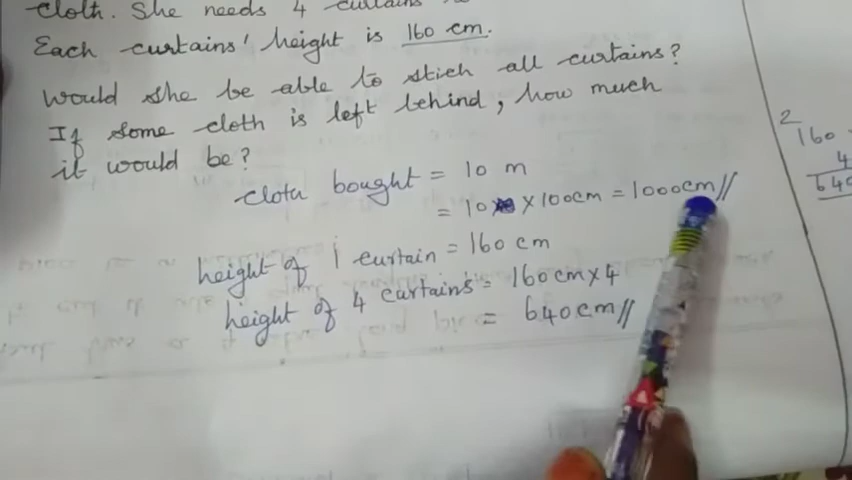 cloth. She needs 4 curtains
Each curtains' height is 160 cm.
Would she be able to stich all curtains?
If some cloth is left behind, how much
it would be?
cloth bought = 10 m
= 10 × 100cm = 1000cm//
height of 1 curtain = 160 cm
height of 4 curtains = 160cm×4
= 640cm//
2
160
4
640